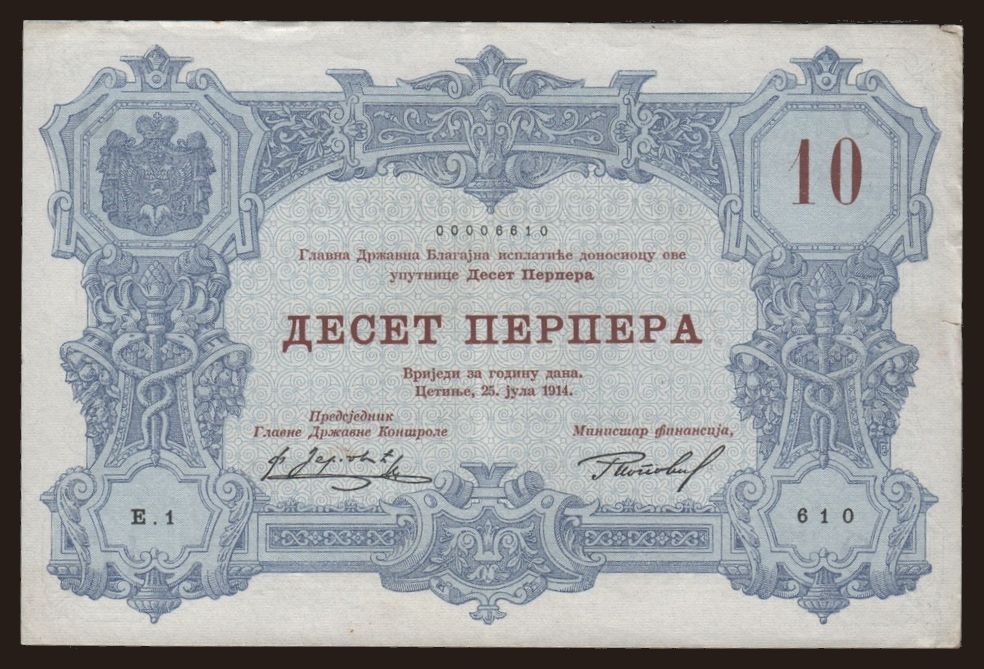 10
00006610
Главна Државна Благајна исплатиће доносиоцу ове
упутнице Десет Перпера
ДЕСЕТ ПЕРПЕРА
Вриједи за годину дана.
Цетиње, 25. јула 1914.
Предсједник
Главне Државне Контроле
Министар финансија,
Е. 1
610